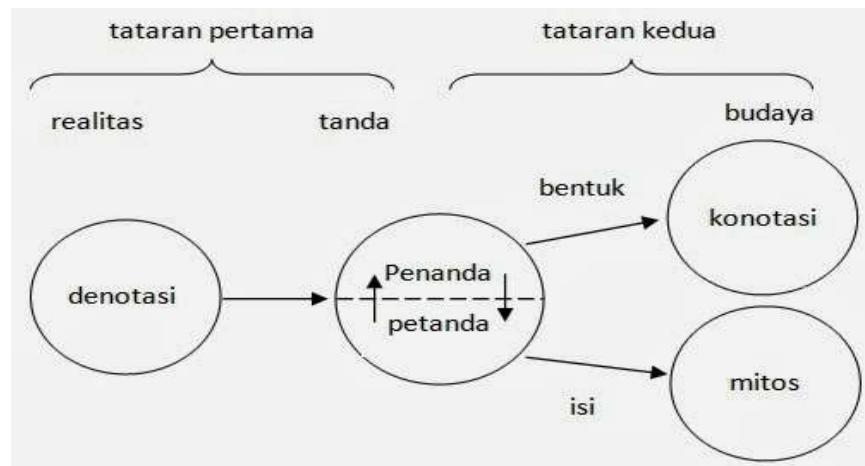 tataran pertama
tataran kedua
realitas
tanda
budaya
bentuk
konotasi
denotasi
Penanda
petanda
isi
mitos